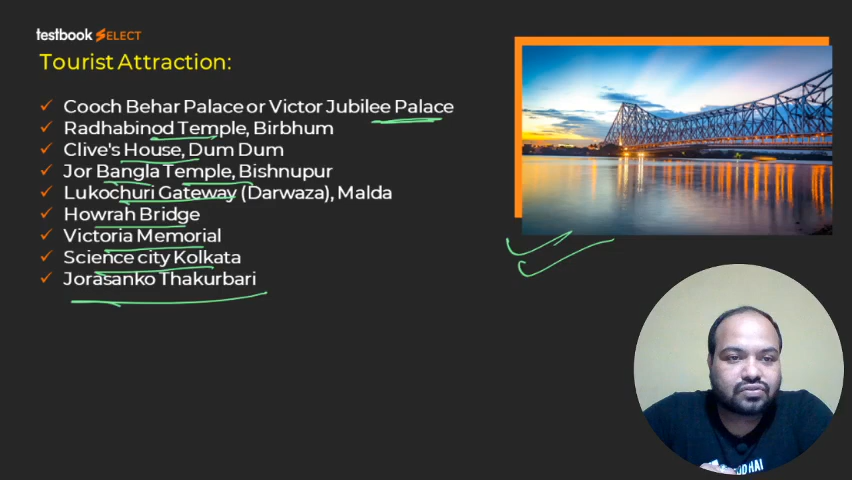 testbook SELECT
Tourist Attraction:
Cooch Behar Palace or Victor Jubilee Palace
Radhabinod Temple, Birbhum
Clive's House, Dum Dum
Jor Bangla Temple, Bishnupur
Lukochuri Gateway (Darwaza), Malda
Howrah Bridge
Victoria Memorial
Science city Kolkata
Jorasanko Thakurbari